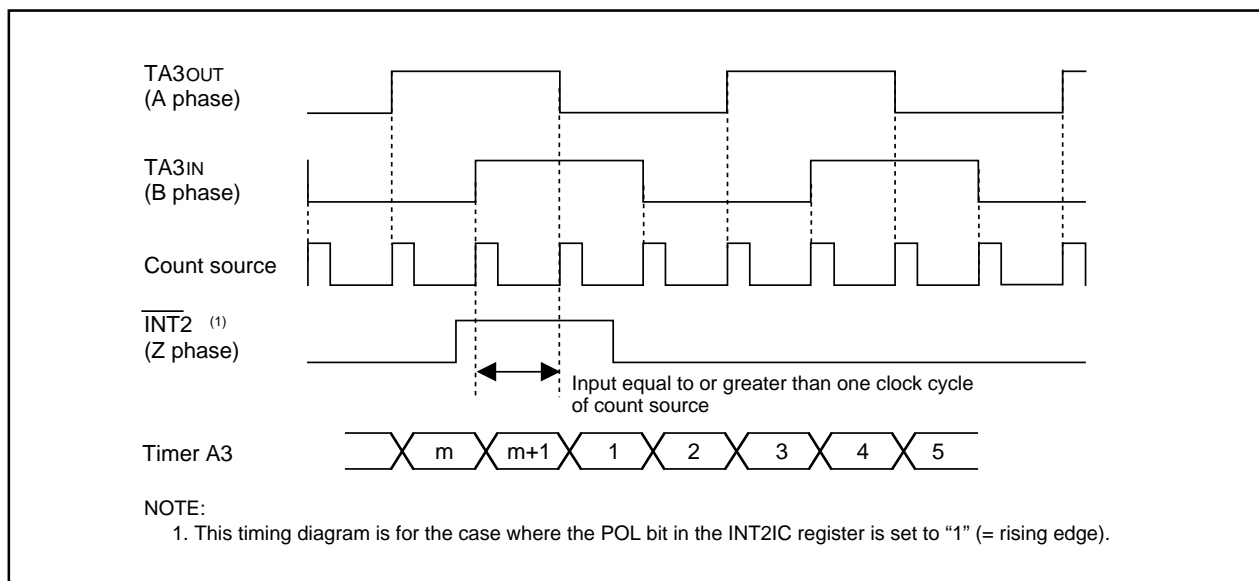 TA3OUT
(A phase)
TA3IN
(B phase)
Count source
INT2 (1)
(Z phase)
Input equal to or greater than one clock cycle
of count source
Timer A3 m m+1 1 2 3 4 5
NOTE:
1. This timing diagram is for the case where the POL bit in the INT2IC register is set to “1” (= rising edge).